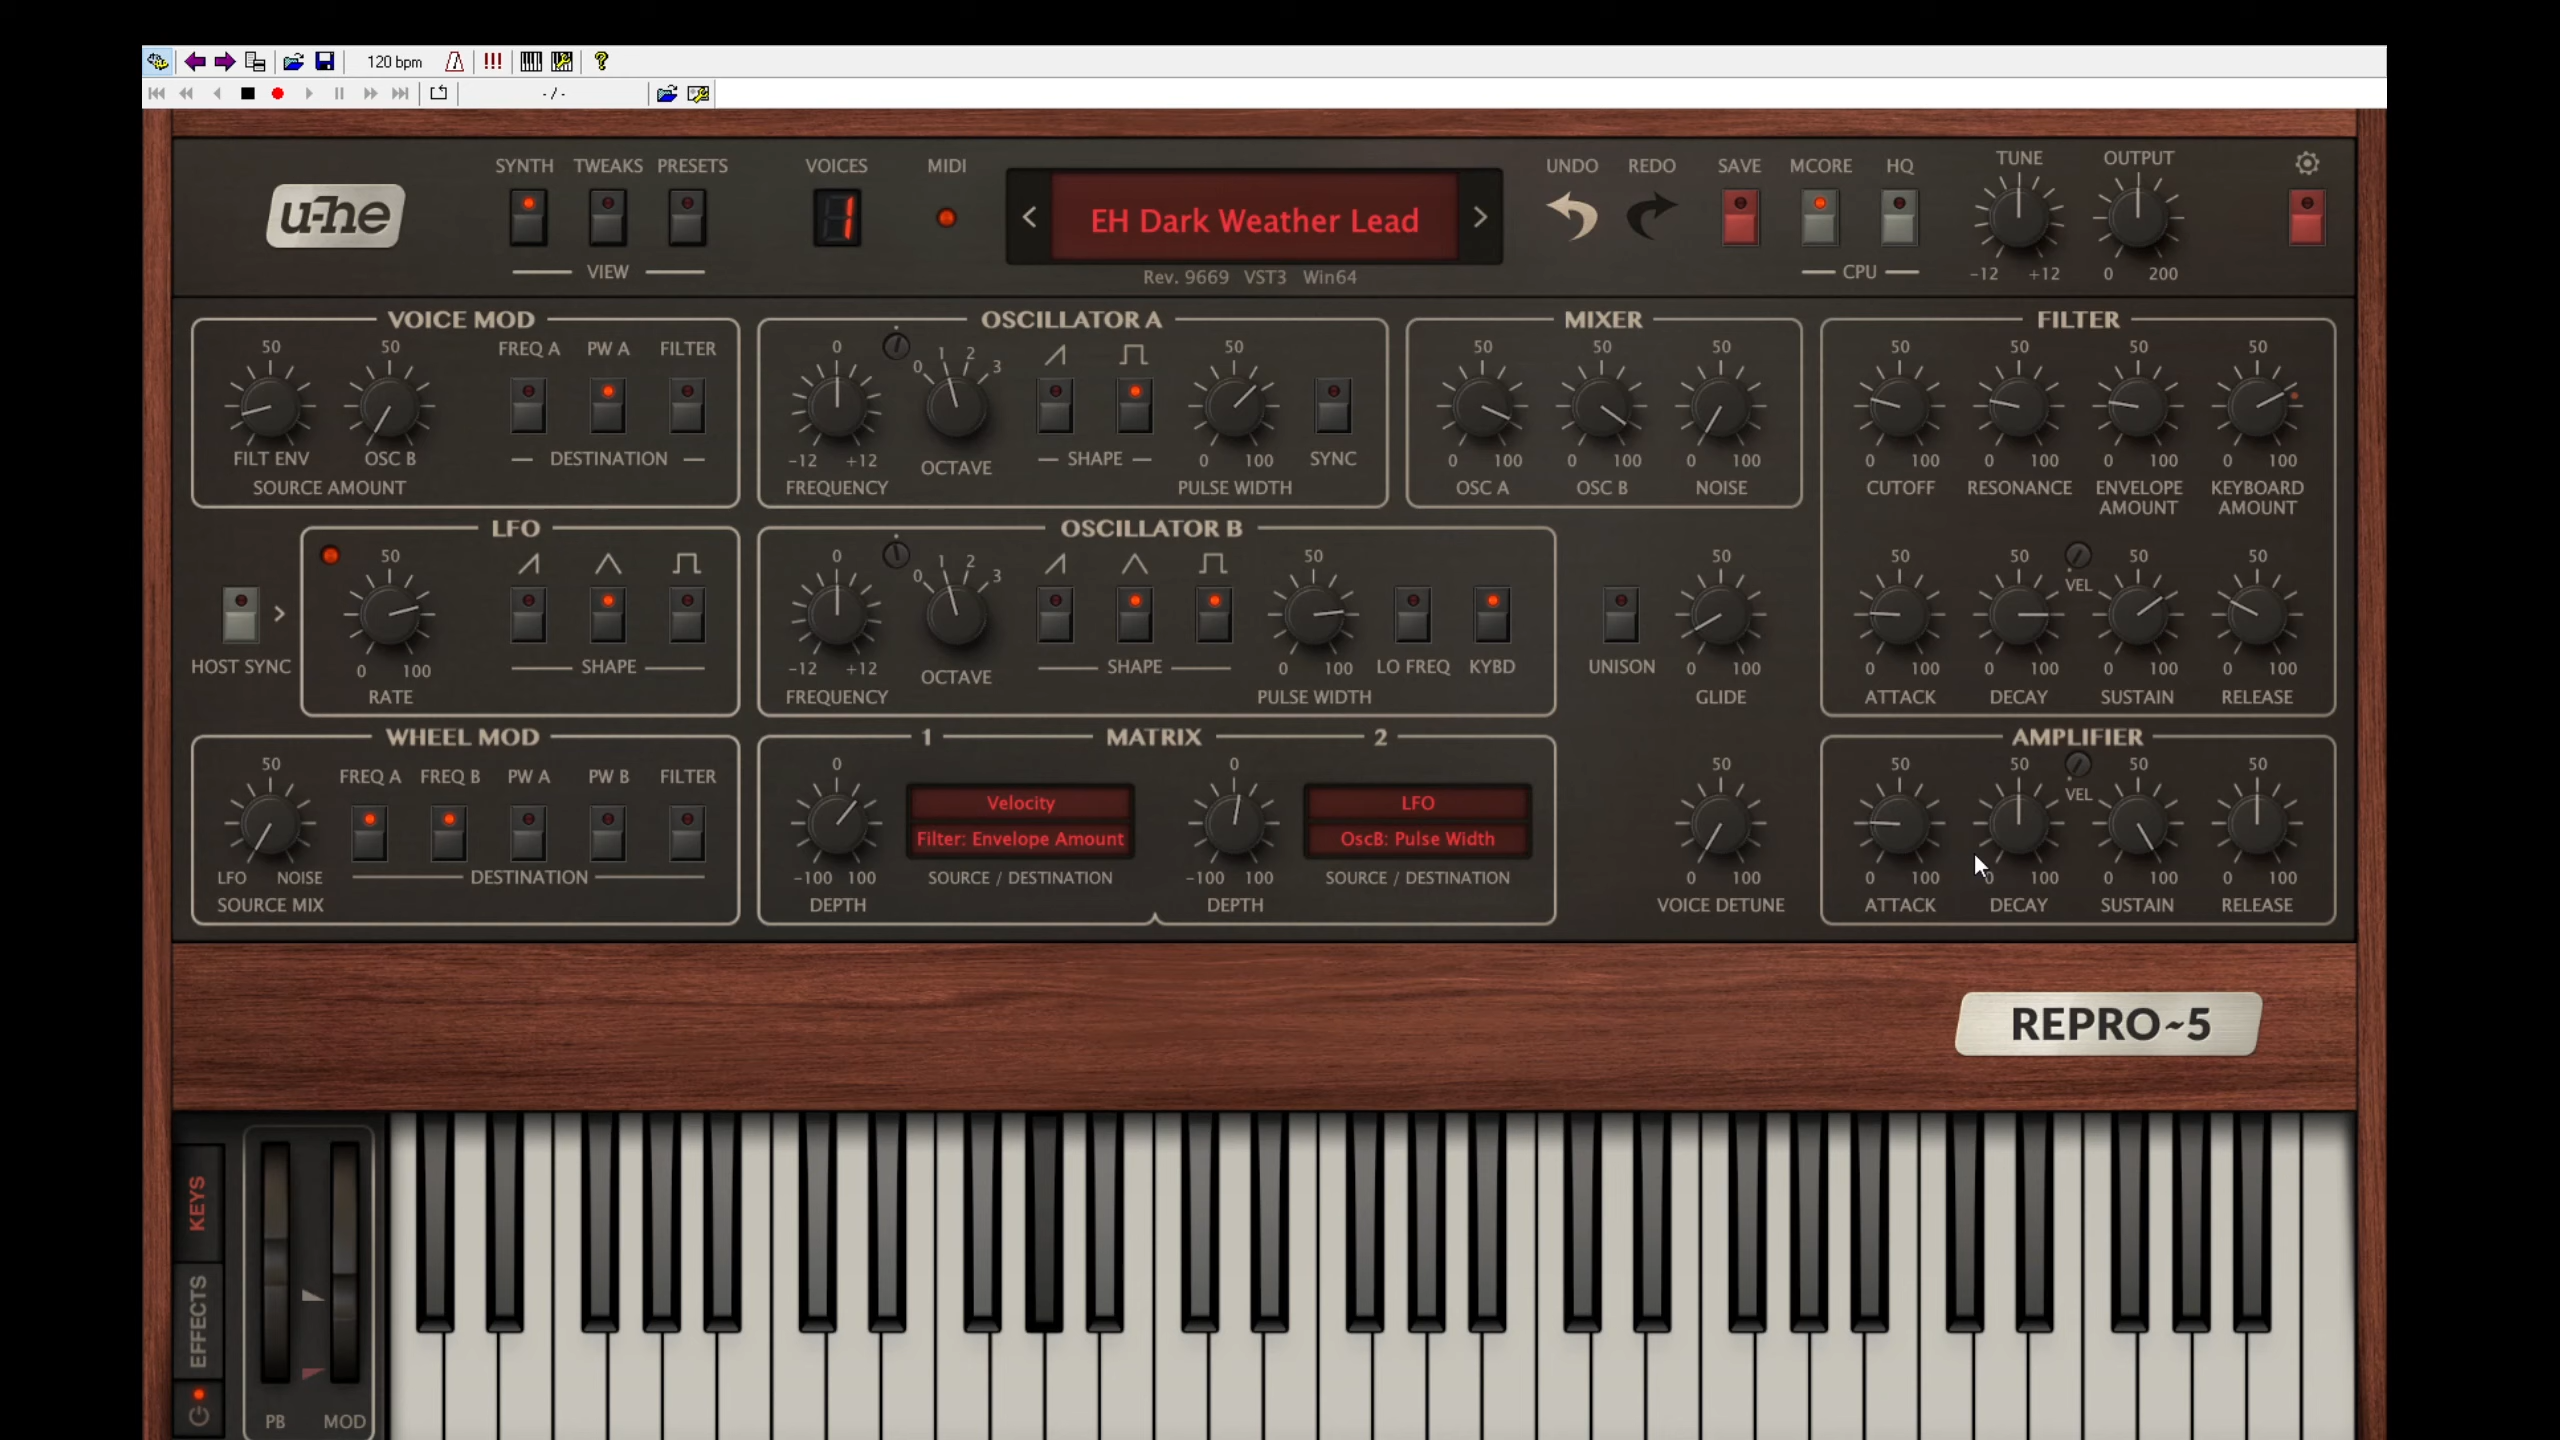 120 bpm
- / -
u-he
SYNTH TWEAKS PRESETS
VIEW
VOICES
1
MIDI
< EH Dark Weather Lead >
Rev. 9669 VST3 Win64
UNDO REDO SAVE MCORE HQ
CPU
TUNE OUTPUT
-12 +12 0 200
VOICE MOD
50 50 FREQ A PW A FILTER
FILT ENV OSC B DESTINATION
SOURCE AMOUNT
OSCILLATOR A
0 0 1 2 3 50
-12 +12 OCTAVE SHAPE 0 100 SYNC
FREQUENCY PULSE WIDTH
MIXER
50 50 50
0 100 0 100 0 100
OSC A OSC B NOISE
FILTER
50 50 50 50
0 100 0 100 0 100 0 100
CUTOFF RESONANCE ENVELOPE AMOUNT KEYBOARD AMOUNT
50 50 VEL 50 50
0 100 0 100 0 100 0 100
ATTACK DECAY SUSTAIN RELEASE
HOST SYNC >
LFO
50
0 100 SHAPE
RATE
OSCILLATOR B
0 0 1 2 3 50
-12 +12 OCTAVE SHAPE 0 100 LO FREQ KYBD
FREQUENCY PULSE WIDTH
UNISON
50
0 100
GLIDE
WHEEL MOD
50 FREQ A FREQ B PW A PW B FILTER
LFO NOISE DESTINATION
SOURCE MIX
1 MATRIX 2
0 Velocity 0 LFO
Filter: Envelope Amount OscB: Pulse Width
-100 100 SOURCE / DESTINATION -100 100 SOURCE / DESTINATION
DEPTH DEPTH
50
0 100
VOICE DETUNE
AMPLIFIER
50 50 VEL 50 50
0 100 0 100 0 100 0 100
ATTACK DECAY SUSTAIN RELEASE
REPRO~5
KEYS
EFFECTS
PB MOD